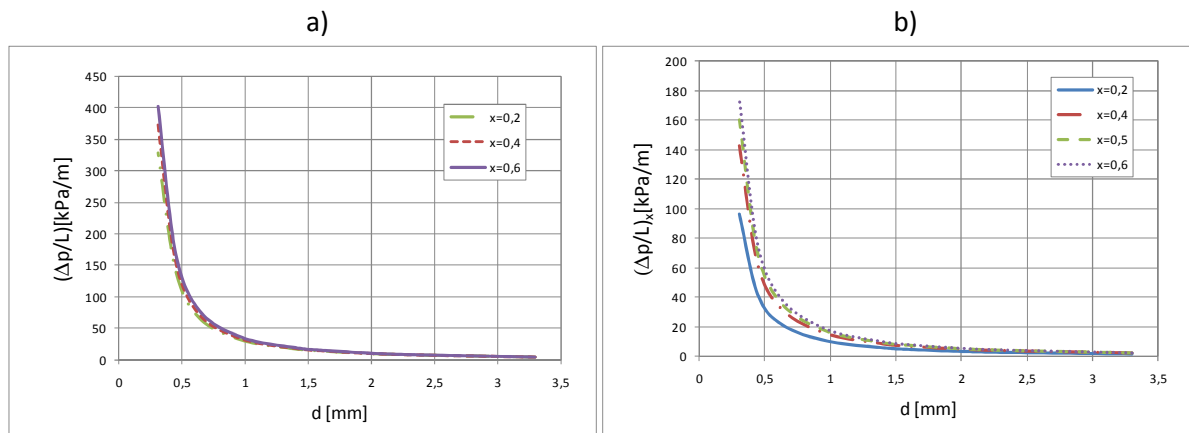 a)
450
400
350
300
250
200
150
100
50
0
(Δp/L)[kPa/m]
x=0,2
x=0,4
x=0,6
0
0,5
1
1,5
2
2,5
3
3,5
d [mm]
b)
200
180
160
140
120
100
80
60
40
20
0
(Δp/L)x[kPa/m]
x=0,2
x=0,4
x=0,5
x=0,6
0
0,5
1
1,5
2
2,5
3
3,5
d [mm]